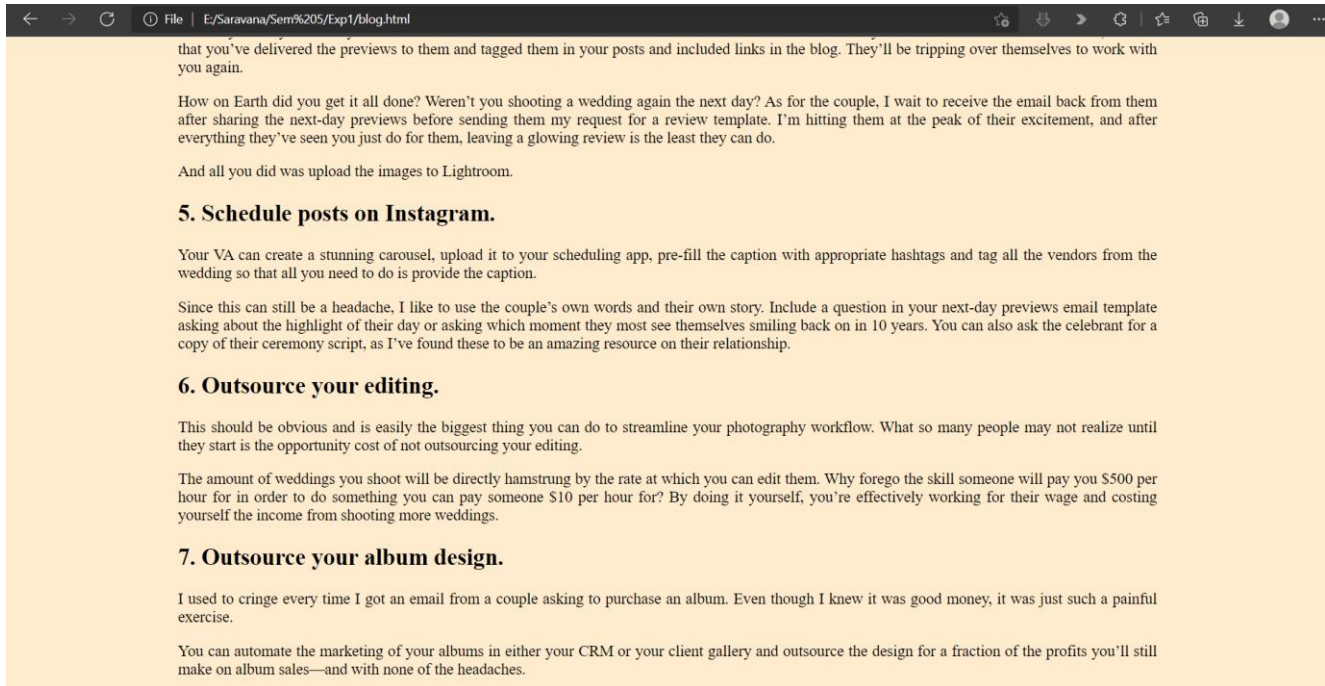 File | E:/Saravana/Sem%205/Exp1/blog.html
that you’ve delivered the previews to them and tagged them in your posts and included links in the blog. They’ll be tripping over themselves to work with
you again.
How on Earth did you get it all done? Weren’t you shooting a wedding again the next day? As for the couple, I wait to receive the email back from them
after sharing the next-day previews before sending them my request for a review template. I’m hitting them at the peak of their excitement, and after
everything they’ve seen you just do for them, leaving a glowing review is the least they can do.
And all you did was upload the images to Lightroom.
5. Schedule posts on Instagram.
Your VA can create a stunning carousel, upload it to your scheduling app, pre-fill the caption with appropriate hashtags and tag all the vendors from the
wedding so that all you need to do is provide the caption.
Since this can still be a headache, I like to use the couple’s own words and their own story. Include a question in your next-day previews email template
asking about the highlight of their day or asking which moment they most see themselves smiling back on in 10 years. You can also ask the celebrant for a
copy of their ceremony script, as I’ve found these to be an amazing resource on their relationship.
6. Outsource your editing.
This should be obvious and is easily the biggest thing you can do to streamline your photography workflow. What so many people may not realize until
they start is the opportunity cost of not outsourcing your editing.
The amount of weddings you shoot will be directly hamstrung by the rate at which you can edit them. Why forego the skill someone will pay you $500 per
hour for in order to do something you can pay someone $10 per hour for? By doing it yourself, you’re effectively working for their wage and costing
yourself the income from shooting more weddings.
7. Outsource your album design.
I used to cringe every time I got an email from a couple asking to purchase an album. Even though I knew it was good money, it was just such a painful
exercise.
You can automate the marketing of your albums in either your CRM or your client gallery and outsource the design for a fraction of the profits you’ll still
make on album sales—and with none of the headaches.